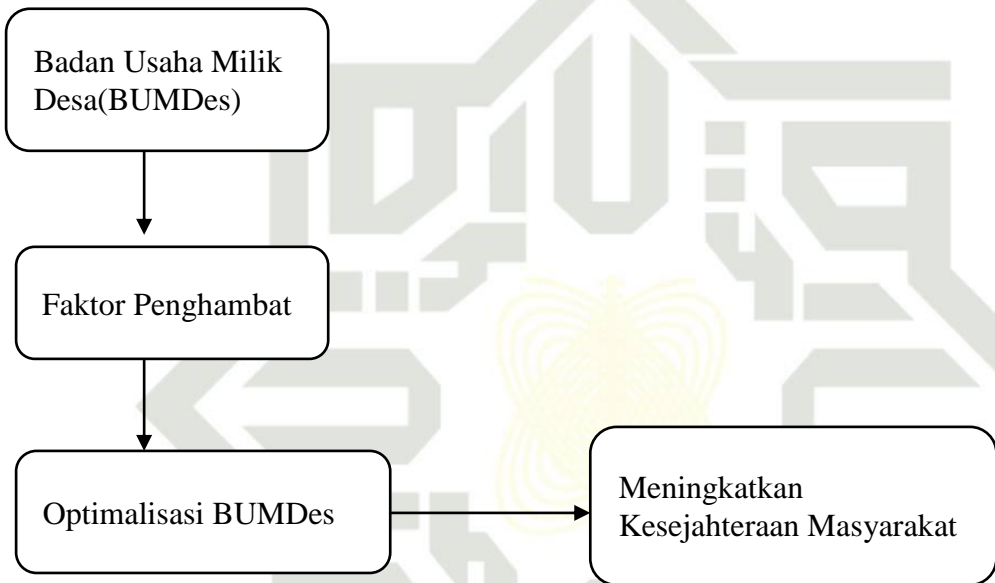 Badan Usaha Milik
Desa(BUMDes)
Faktor Penghambat
Optimalisasi BUMDes
Meningkatkan
Kesejahteraan Masyarakat